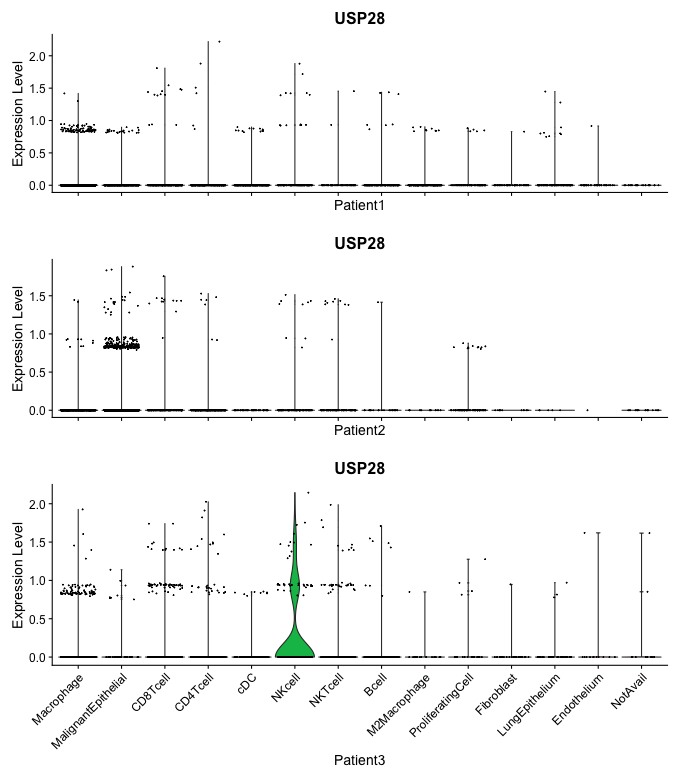 USP28
Expression Level
2.0
1.5
1.0
0.5
0.0
Patient1
USP28
Expression Level
1.5
1.0
0.5
0.0
Patient2
USP28
Expression Level
2.0
1.5
1.0
0.5
0.0
Macrophage
MalignantEpithelial
CD8Tcell
CD4Tcell
cDC
NKcell
NKTcell
Bcell
M2Macrophage
ProliferatingCell
Fibroblast
LungEpithelium
Endothelium
NotAvail
Patient3